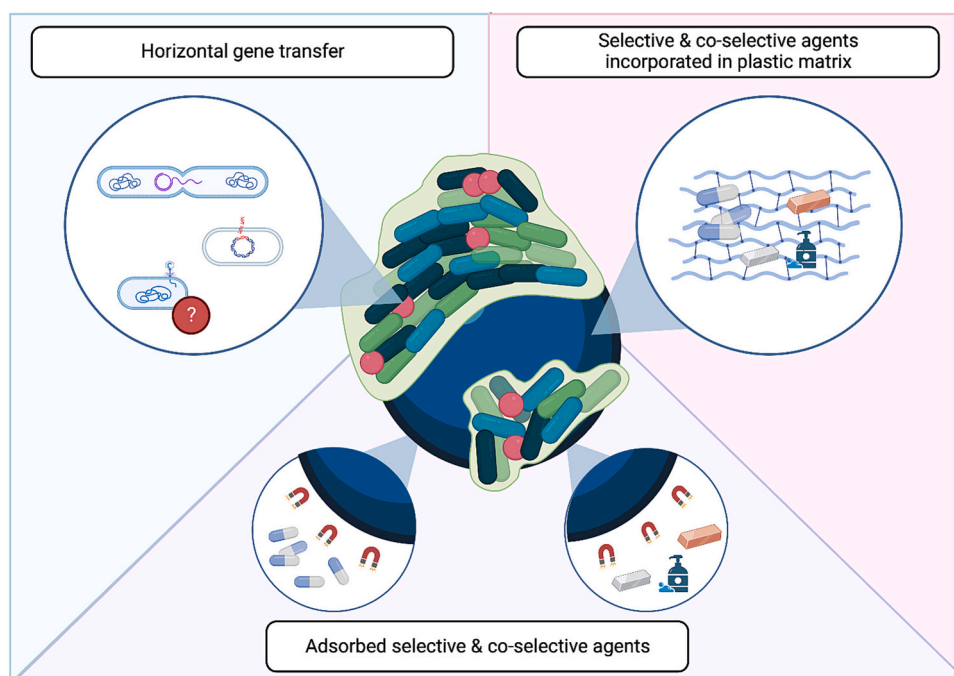 Horizontal gene transfer
Selective & co-selective agents
incorporated in plastic matrix
?
Adsorbed selective & co-selective agents